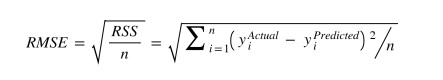 RMSE = √(RSS / n) = √(∑ⁿᵢ₌₁ (yᵢ^Actual − yᵢ^Predicted)² / n)